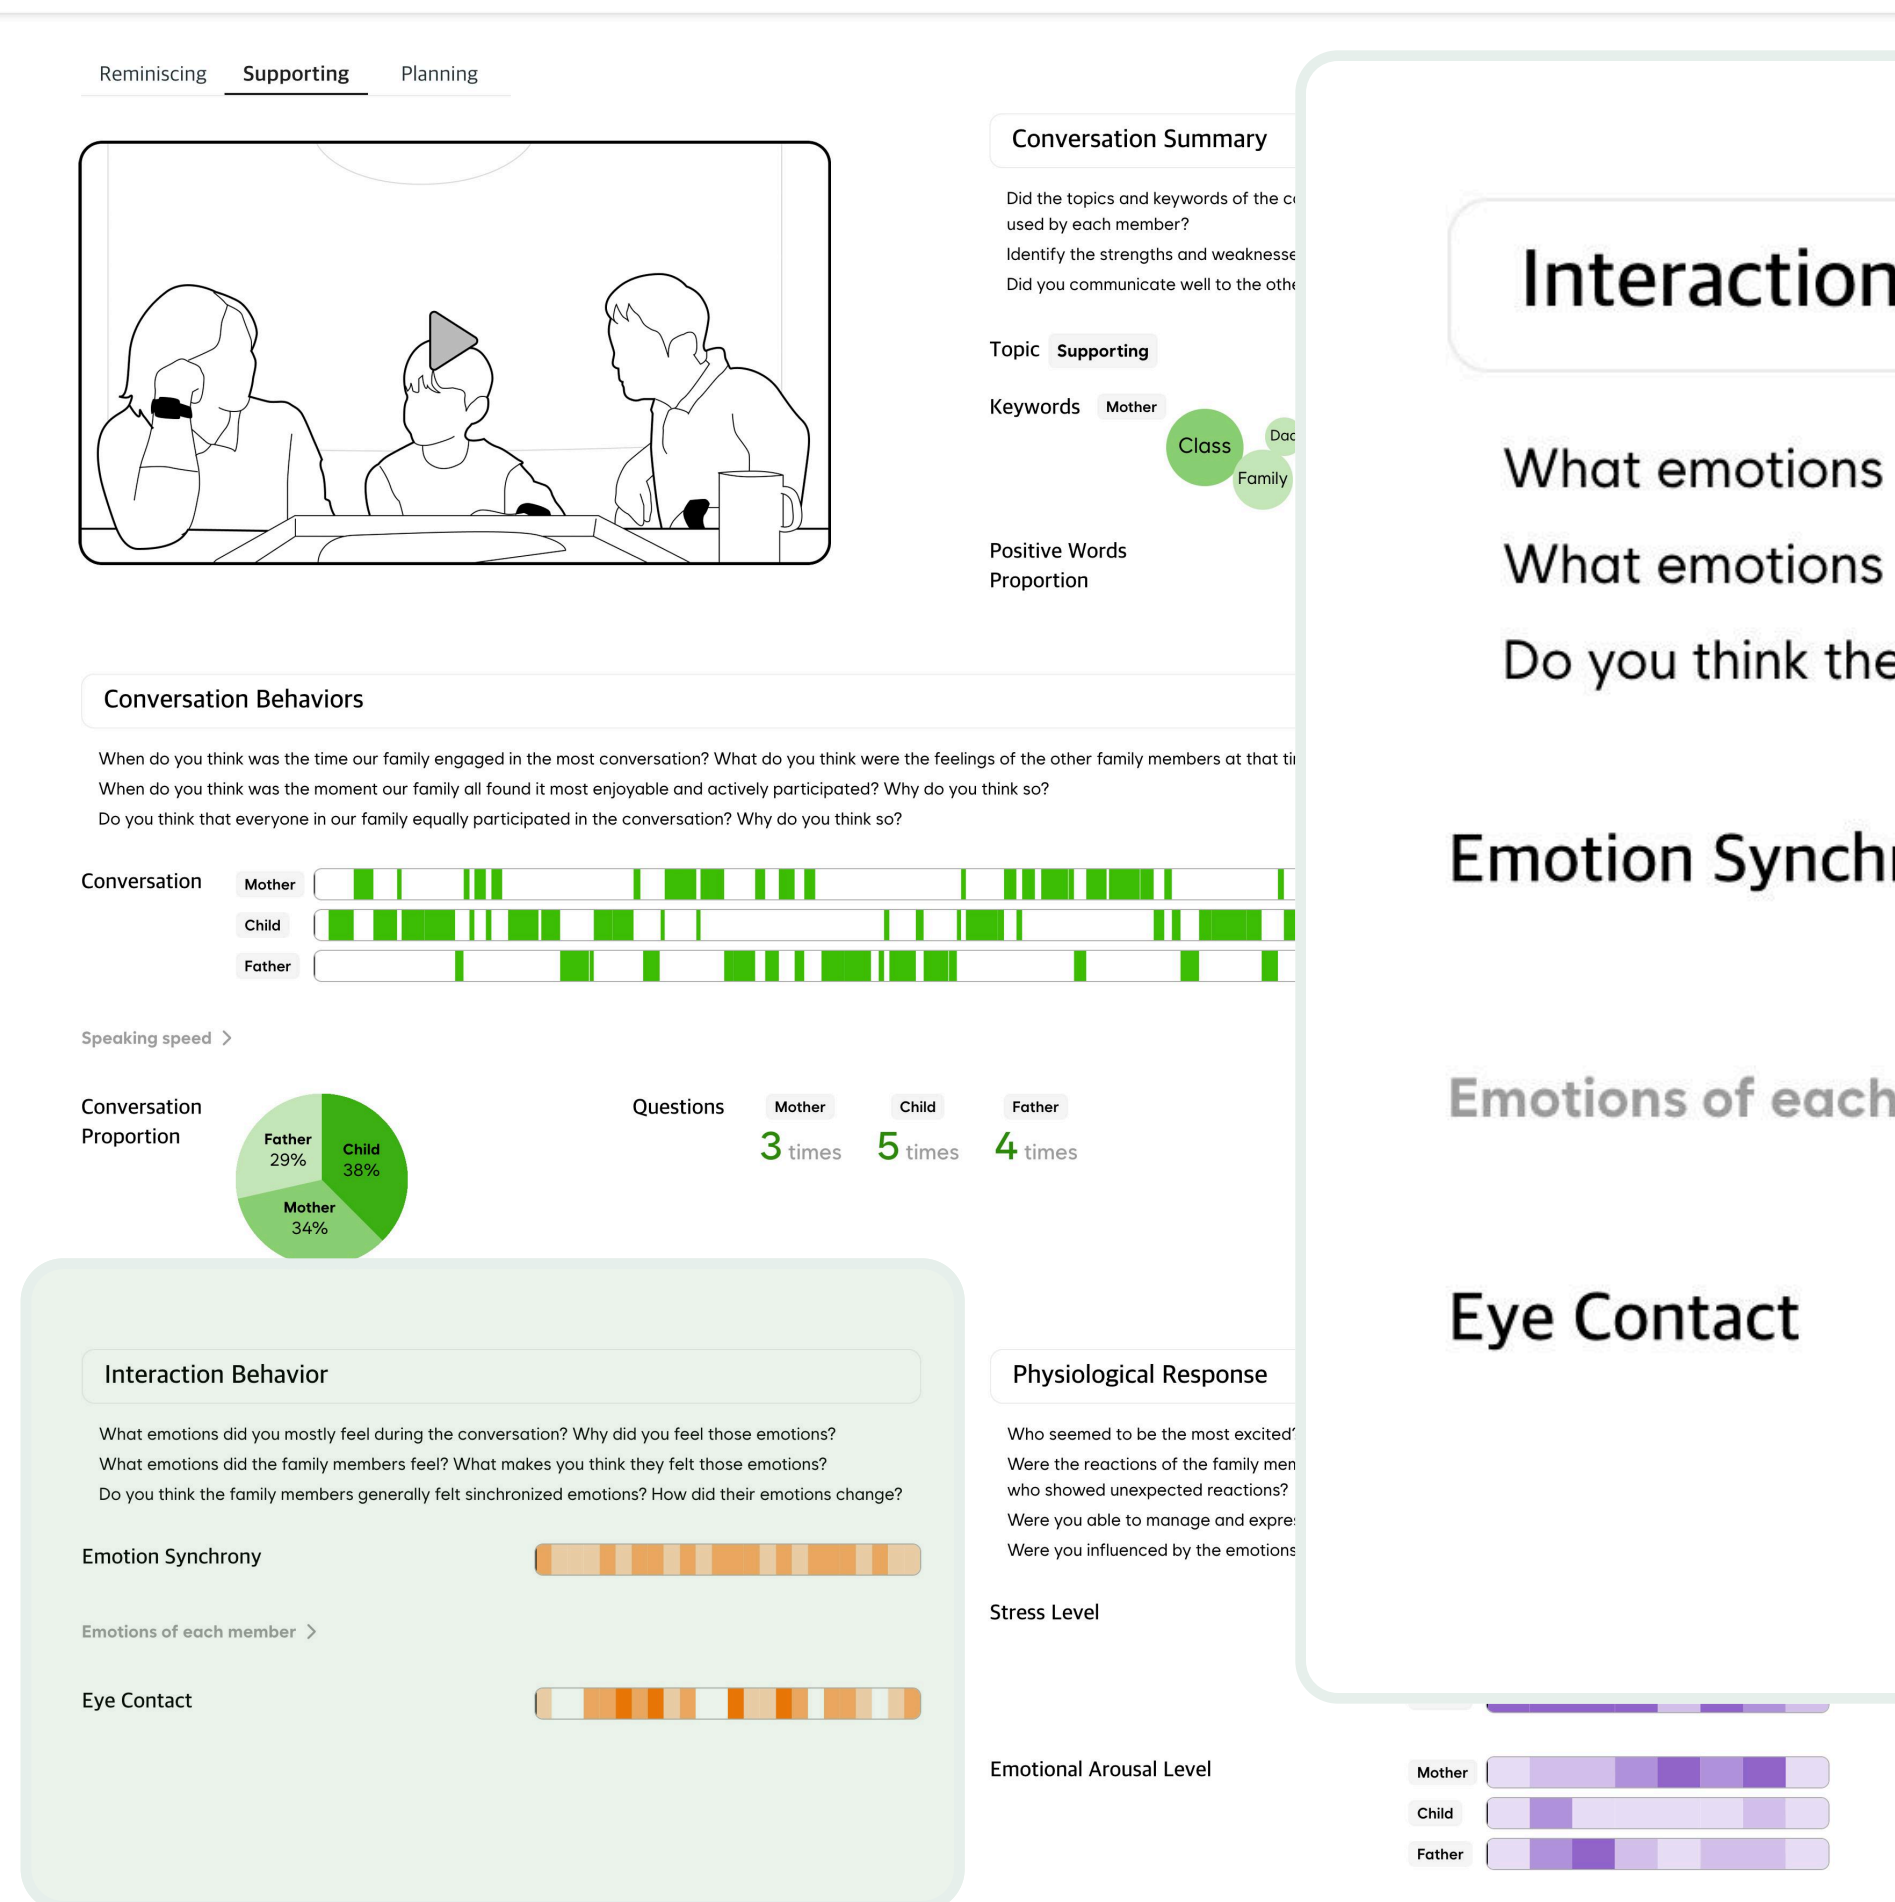 Reminiscing Supporting Planning
Conversation Summary
Did the topics and keywords of the
used by each member?
Identify the strengths and
Did you communicate well to the
Topic Supporting
Keywords Mother
Class
Family
Positive Words
Proportion
Conversation Behaviors
When do you think was the time our family engaged in the most conversation? What do you think were the feelings of the other family members at that
When do you think was the moment our family all found it most enjoyable and actively participated? Why do you think so?
Do you think that everyone in our family equally participated in the conversation? Why do you think so?
Conversation Mother
Child
Father
Speaking speed >
Conversation
Proportion
Father
29%
Child
38%
Mother
34%
Questions Mother Child Father
3 times 5 times 4 times
Interaction Behavior
What emotions did you mostly feel during the conversation? Why did you feel those emotions?
What emotions did the family members feel? What makes you think they felt those emotions?
Do you think the family members generally felt sinchronized emotions? How did their emotions change?
Emotion Synchrony
Emotions of each member >
Eye Contact
Physiological Response
Who seemed to be the most excited?
Were the reactions of the family
who showed unexpected reactions?
Were you able to manage and
Were you influenced by the emotions
Stress Level
Emotional Arousal Level
Mother
Child
Father
Interaction
What emotions
What emotions
Do you think the
Emotion
Emotions of each
Eye Contact